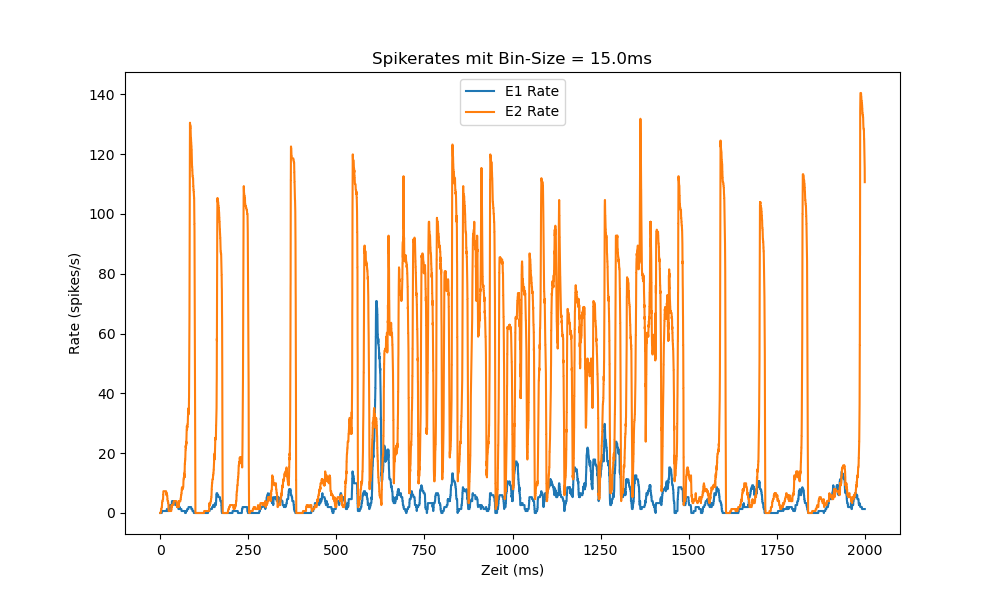 Spikerates mit Bin-Size = 15.0ms
E1 Rate
E2 Rate
140
120
100
80
60
40
20
0
Rate (spikes/s)
0 250 500 750 1000 1250 1500 1750 2000
Zeit (ms)